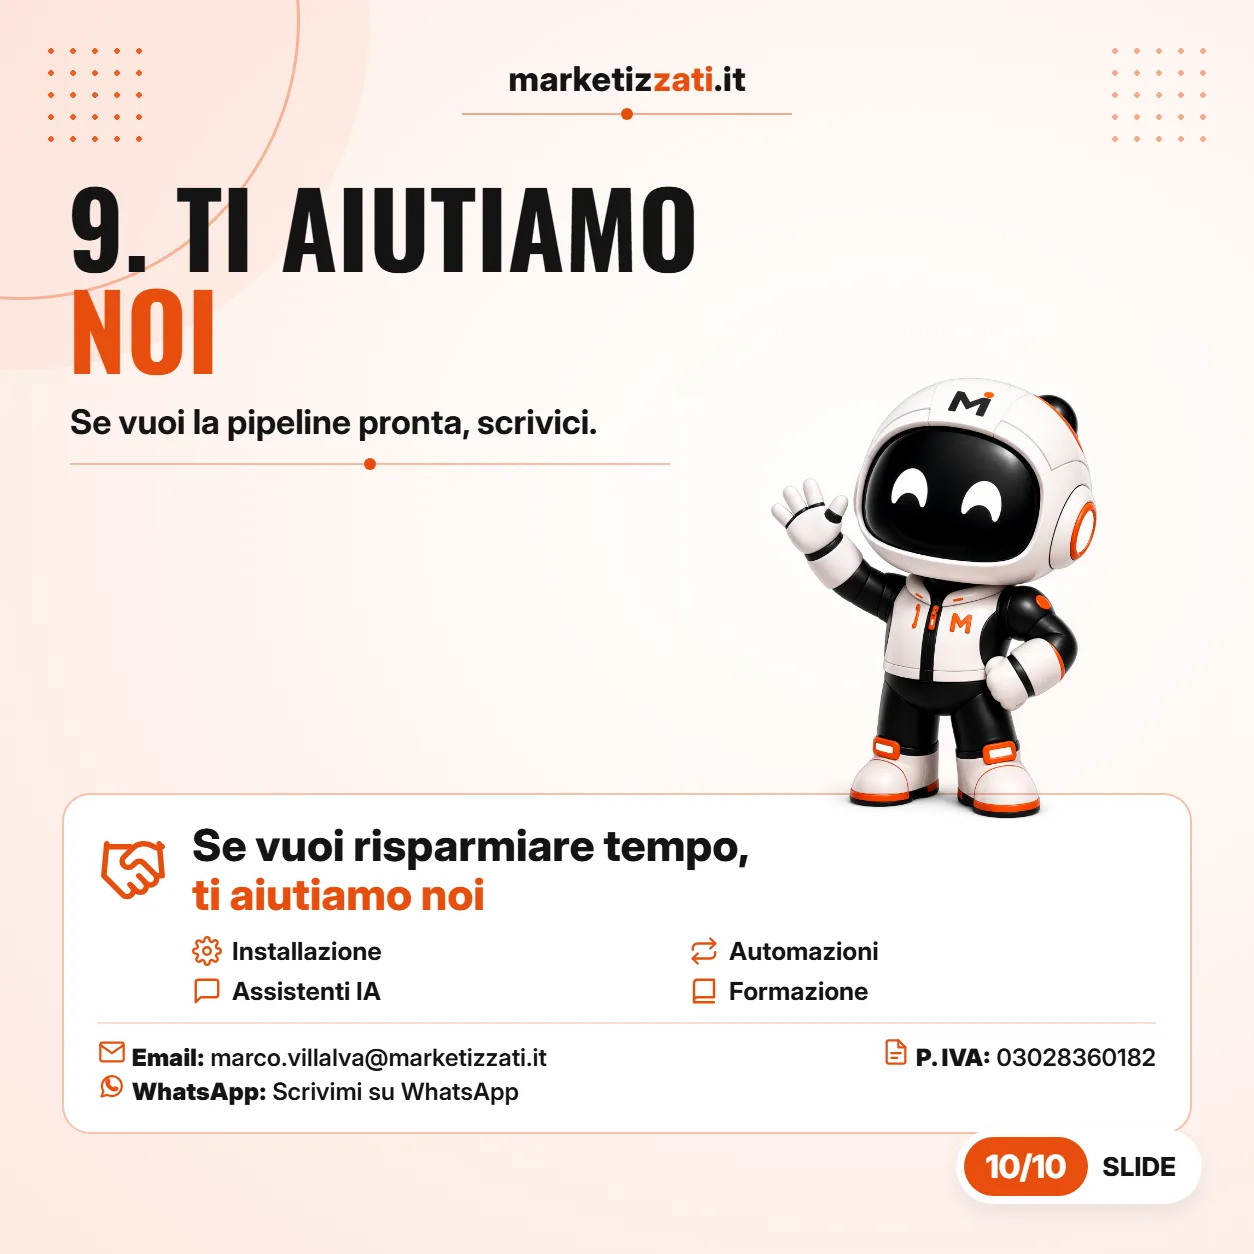 marketizzati.it
9. TI AIUTIAMO
NOI
Se vuoi la pipeline pronta, scrivici.
M
M
Se vuoi risparmiare tempo,
ti aiutiamo noi
Installazione
Automazioni
Assistenti IA
Formazione
Email: marco.villalva@marketizzati.it
P.IVA: 03028360182
WhatsApp: Scrivimi su WhatsApp
10/10 SLIDE